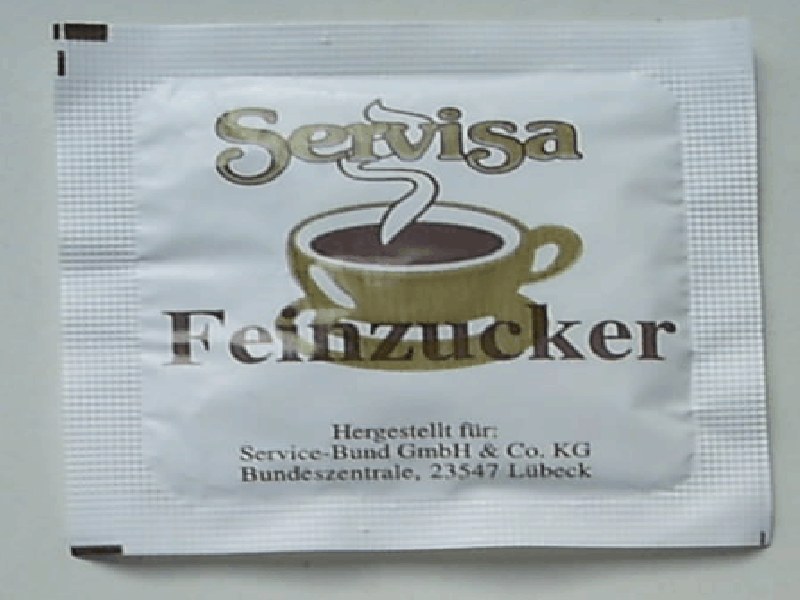 Servisa
Feinzucker
Hergestellt für:
Service-Bund GmbH & Co. KG
Bundeszentrale, 23547 Lübeck